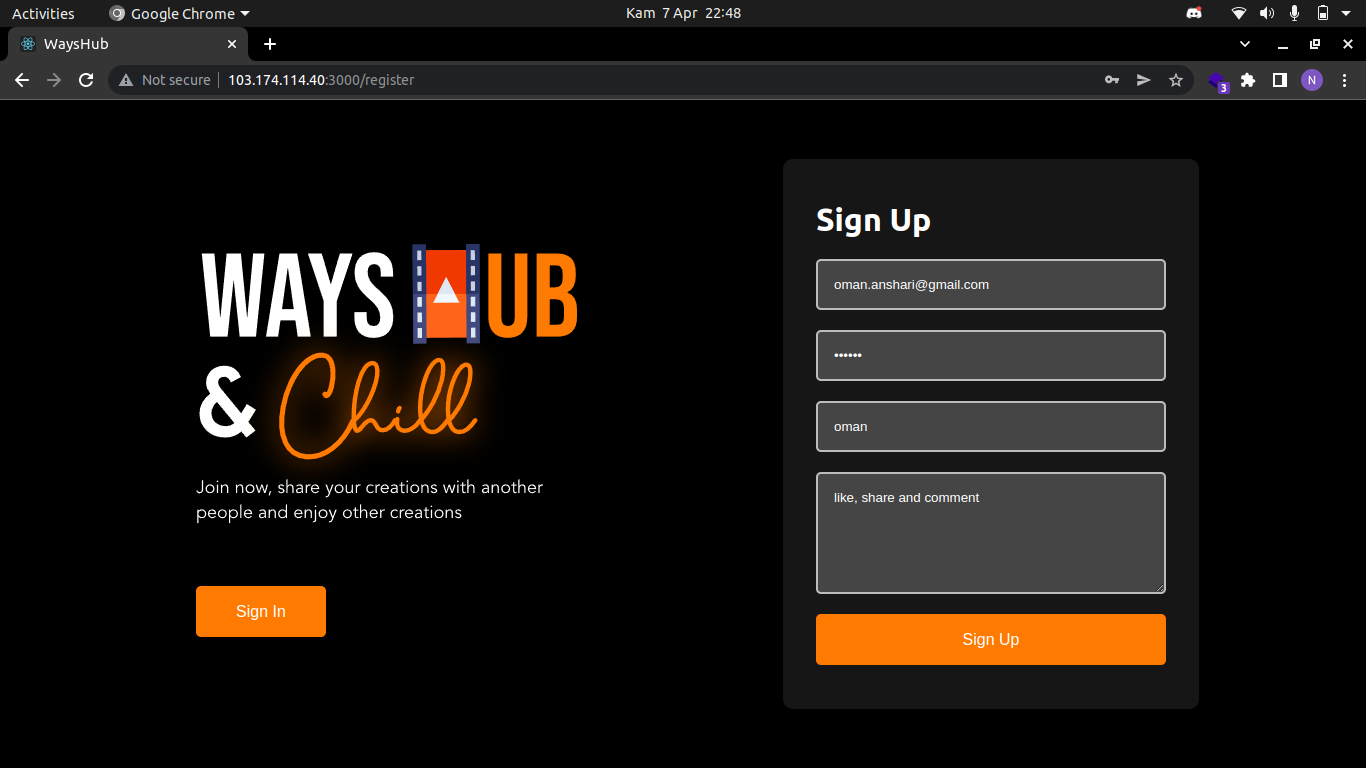 Activities Google Chrome Kam 7 Apr 22:48
WaysHub
Not secure 103.174.114.40:3000/register
3
N
WAYS UB
& Chill
Join now, share your creations with another
people and enjoy other creations
Sign In
Sign Up
oman.anshari@gmail.com
••••••
oman
like, share and comment
Sign Up